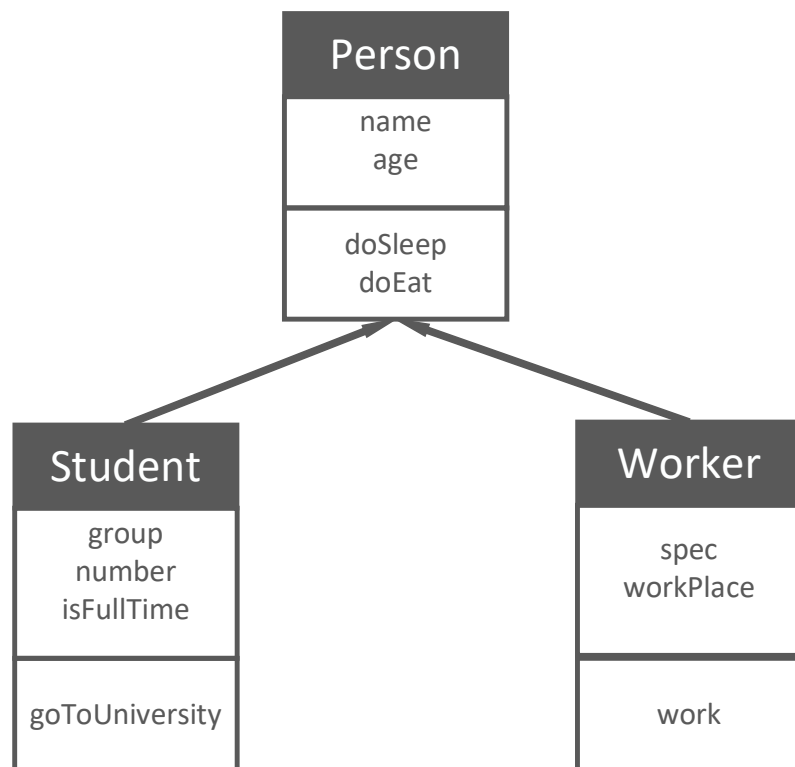 Person
name
age
doSleep
doEat
Student
group
number
isFullTime
goToUniversity
Worker
spec
workPlace
work